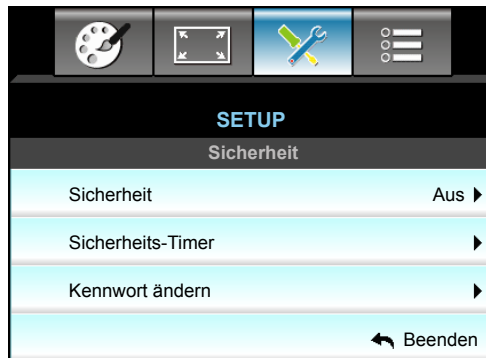 SETUP
Sicherheit
Sicherheit Aus
Sicherheits-Timer
Kennwort ändern
Beenden